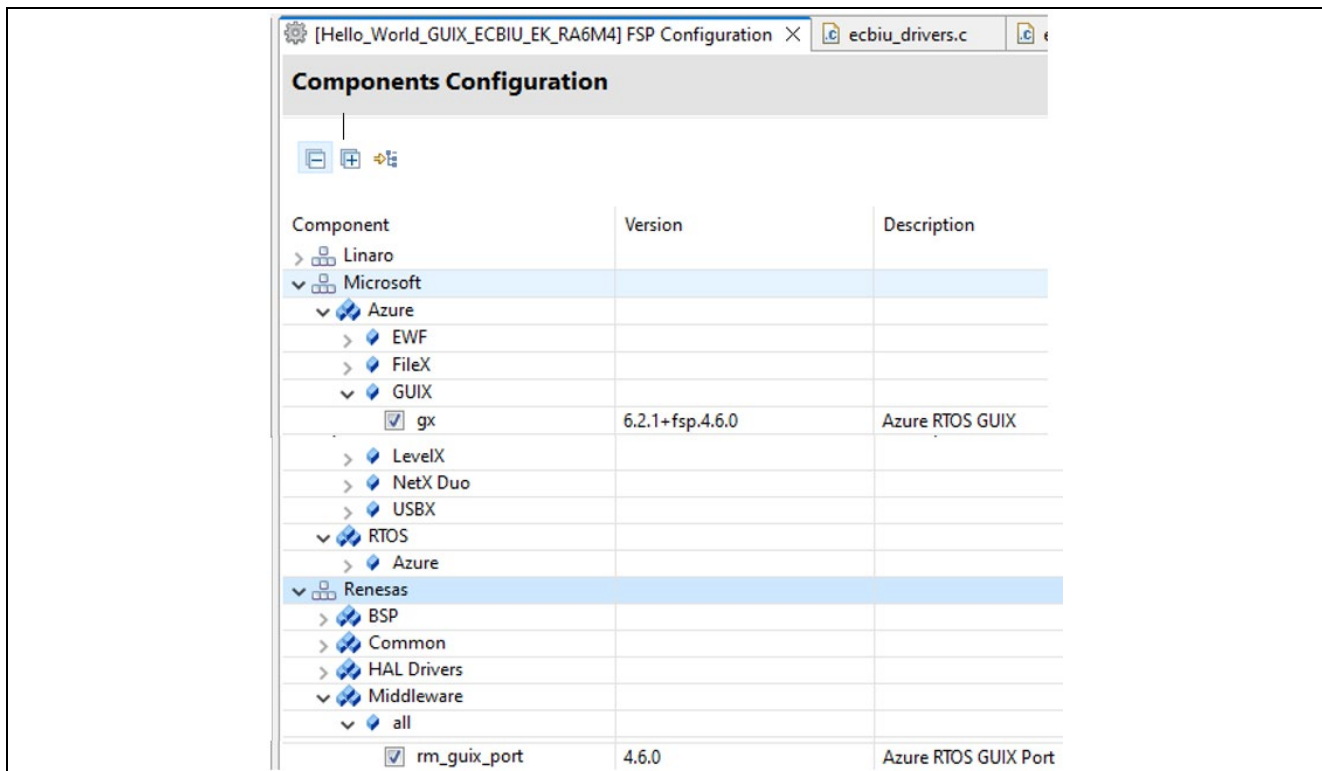 [Hello_World_GUIX_ECBIU_EK_RA6M4] FSP Configuration ecbiu_drivers.c
Components Configuration
Component Version Description
Linaro
Microsoft
Azure
EWF
FileX
GUIX
gx 6.2.1+fsp.4.6.0 Azure RTOS GUIX
LevelX
NetX Duo
USBX
RTOS
Azure
Renesas
BSP
Common
HAL Drivers
Middleware
all
rm_guix_port 4.6.0 Azure RTOS GUIX Port